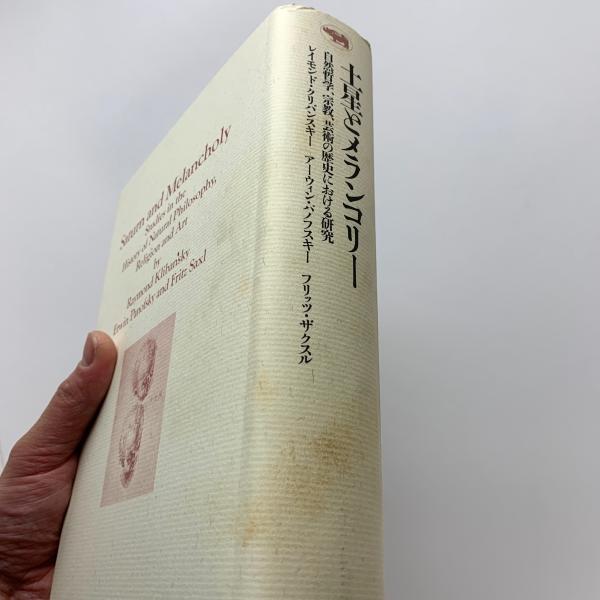 Saturn and Melancholy
Studies in the
History of Natural Philosophy,
Religion and Art
by
Raymond Klibansky
Erwin Panofsky and Fritz Saxl
土星とメランコリー
自然哲学、宗教、芸術の歴史における研究
レイモンド・クリバンスキー アーウィン・パノフスキー フリッツ・ザクスル